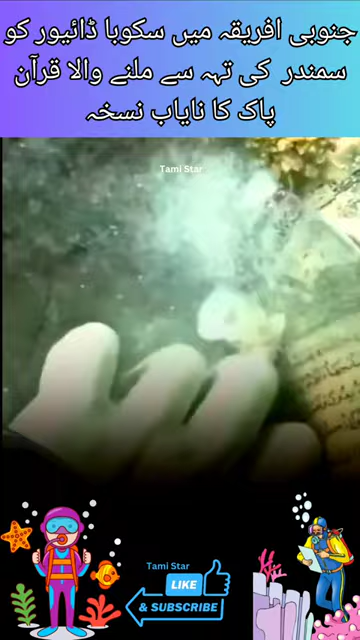 جنوبی افریقہ میں سکوبا ڈائیور کو
سمندر کی تہہ سے ملنے والا قرآن
پاک کا نایاب نسخہ
Tami Star
Tami Star
LIKE
& SUBSCRIBE